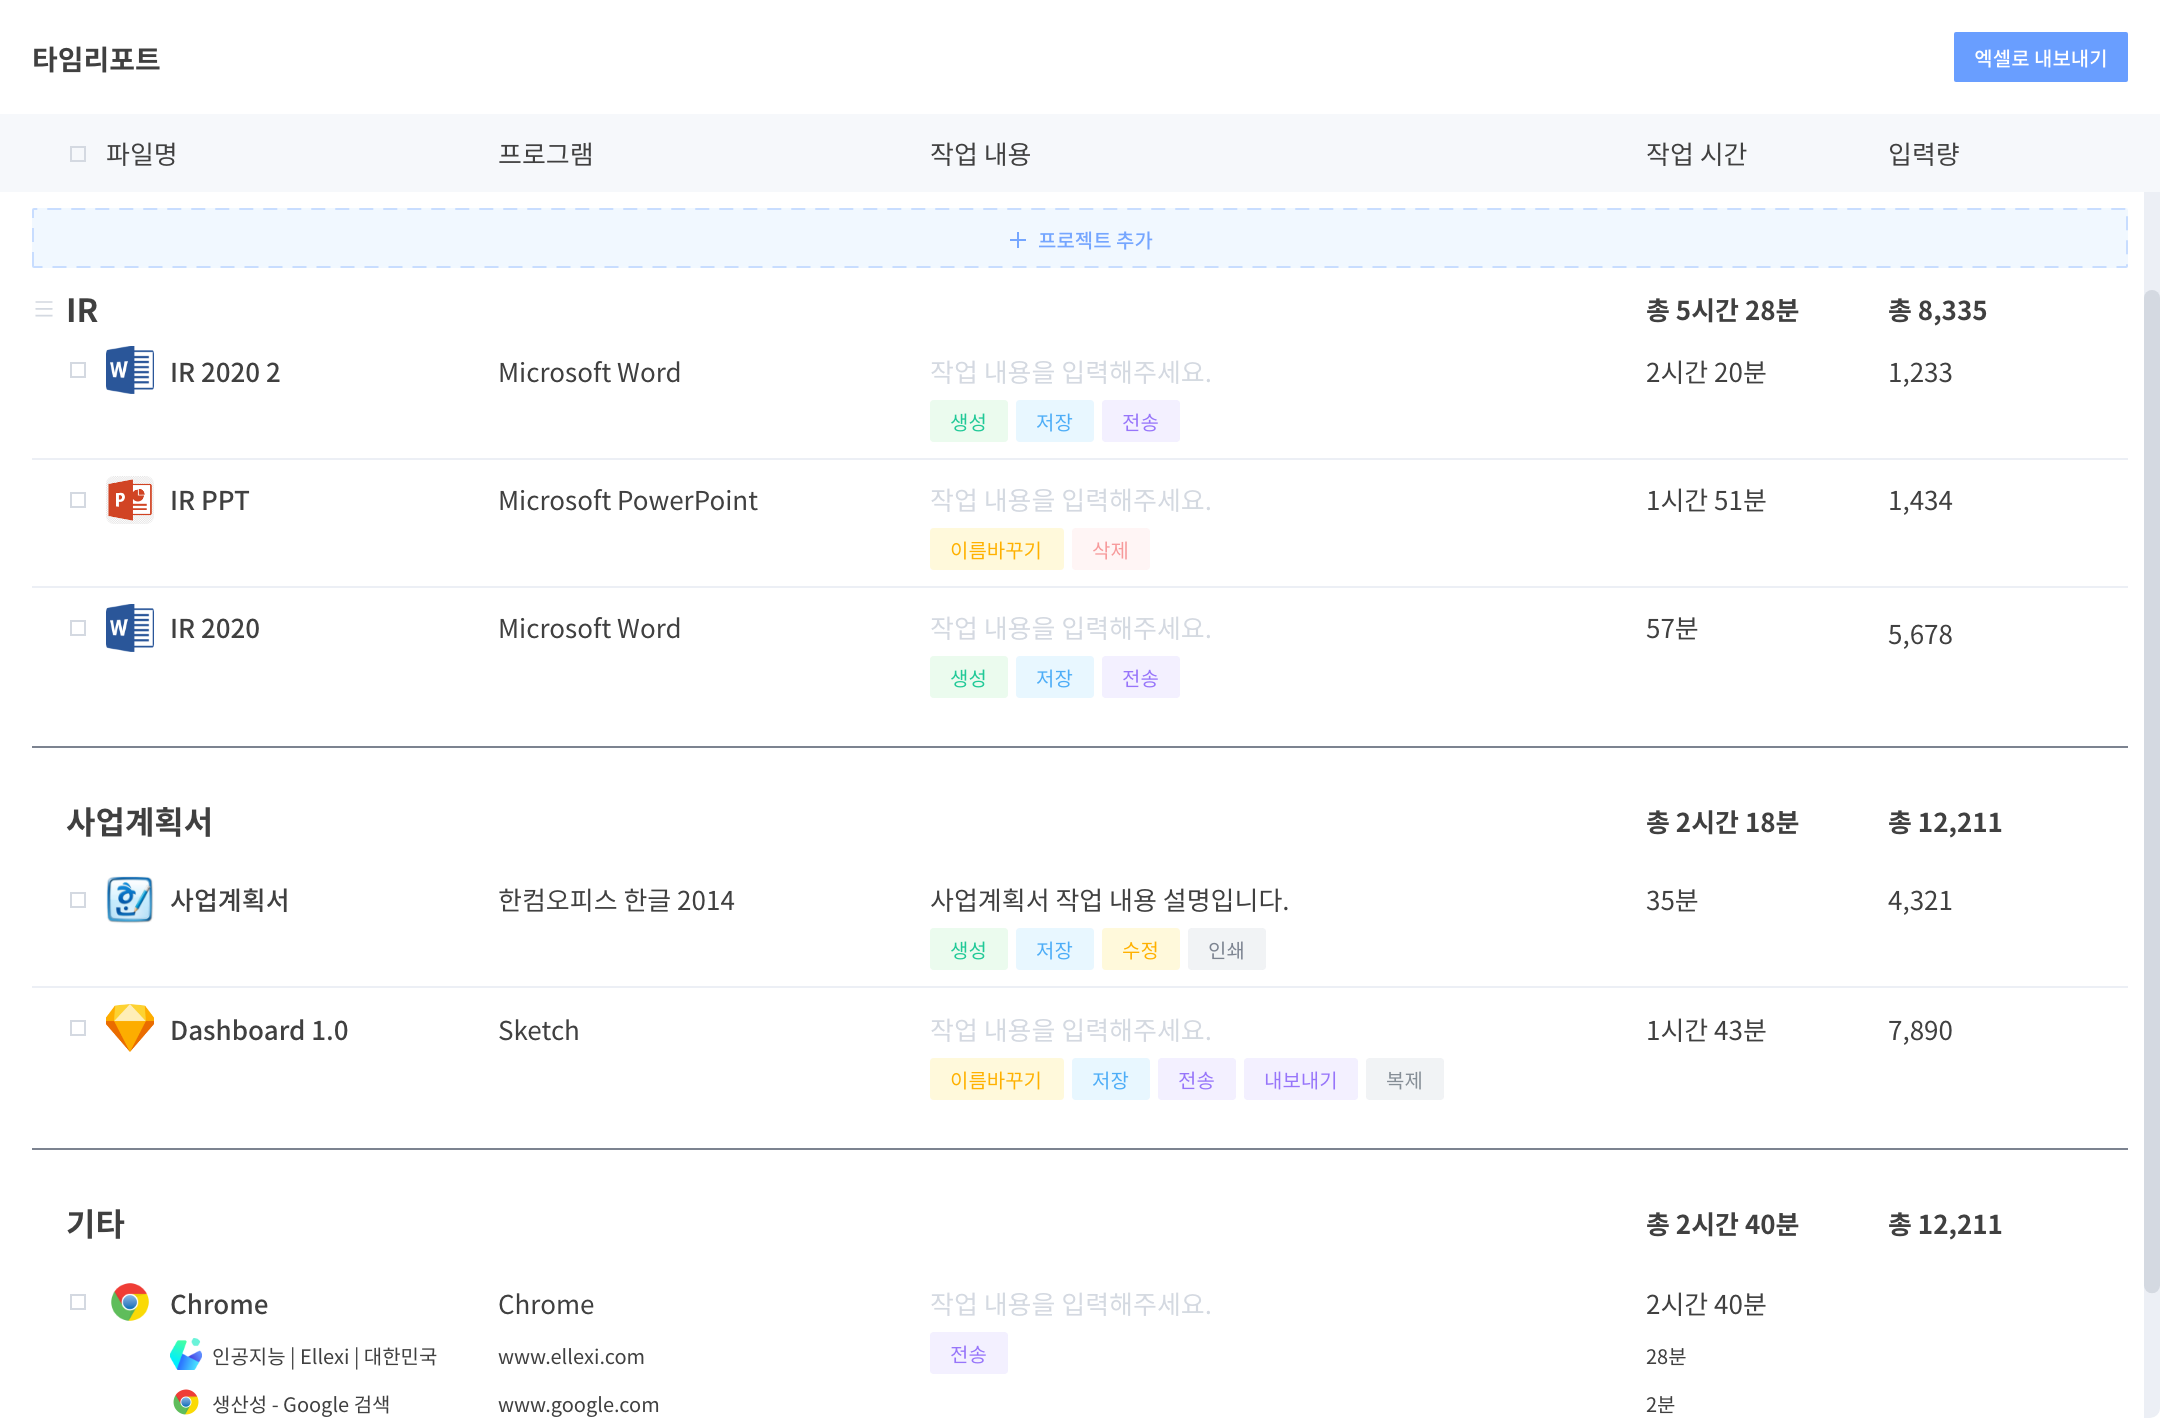 타임리포트
엑셀로 내보내기
파일명 프로그램 작업 내용 작업 시간 입력량
+ 프로젝트 추가
IR 총 5시간 28분 총 8,335
W IR 2020 2 Microsoft Word 작업 내용을 입력해주세요. 2시간 20분 1,233
생성 저장 전송
P IR PPT Microsoft PowerPoint 작업 내용을 입력해주세요. 1시간 51분 1,434
이름바꾸기 삭제
W IR 2020 Microsoft Word 작업 내용을 입력해주세요. 57분 5,678
생성 저장 전송
사업계획서 총 2시간 18분 총 12,211
사업계획서 한컴오피스 한글 2014 사업계획서 작업 내용 설명입니다. 35분 4,321
생성 저장 수정 인쇄
Dashboard 1.0 Sketch 작업 내용을 입력해주세요. 1시간 43분 7,890
이름바꾸기 저장 전송 내보내기 복제
기타 총 2시간 40분 총 12,211
Chrome Chrome 작업 내용을 입력해주세요. 2시간 40분
전송
인공지능 | Ellexi | 대한민국 www.ellexi.com 28분
생산성 - Google 검색 www.google.com 2분